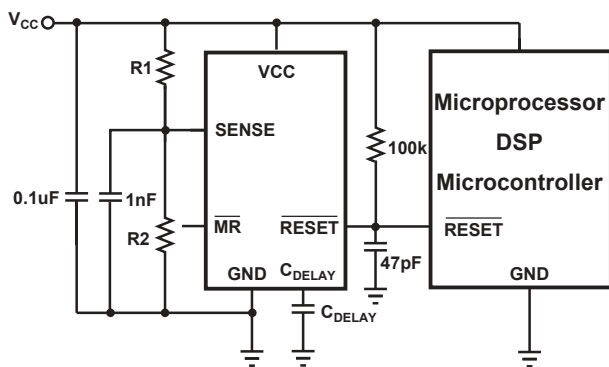 VCC
R1
VCC
SENSE
Microprocessor
DSP
Microcontroller
100k
0.1uF
1nF
R2
MR
RESET
RESET
47pF
GND
CDELAY
GND
CDELAY